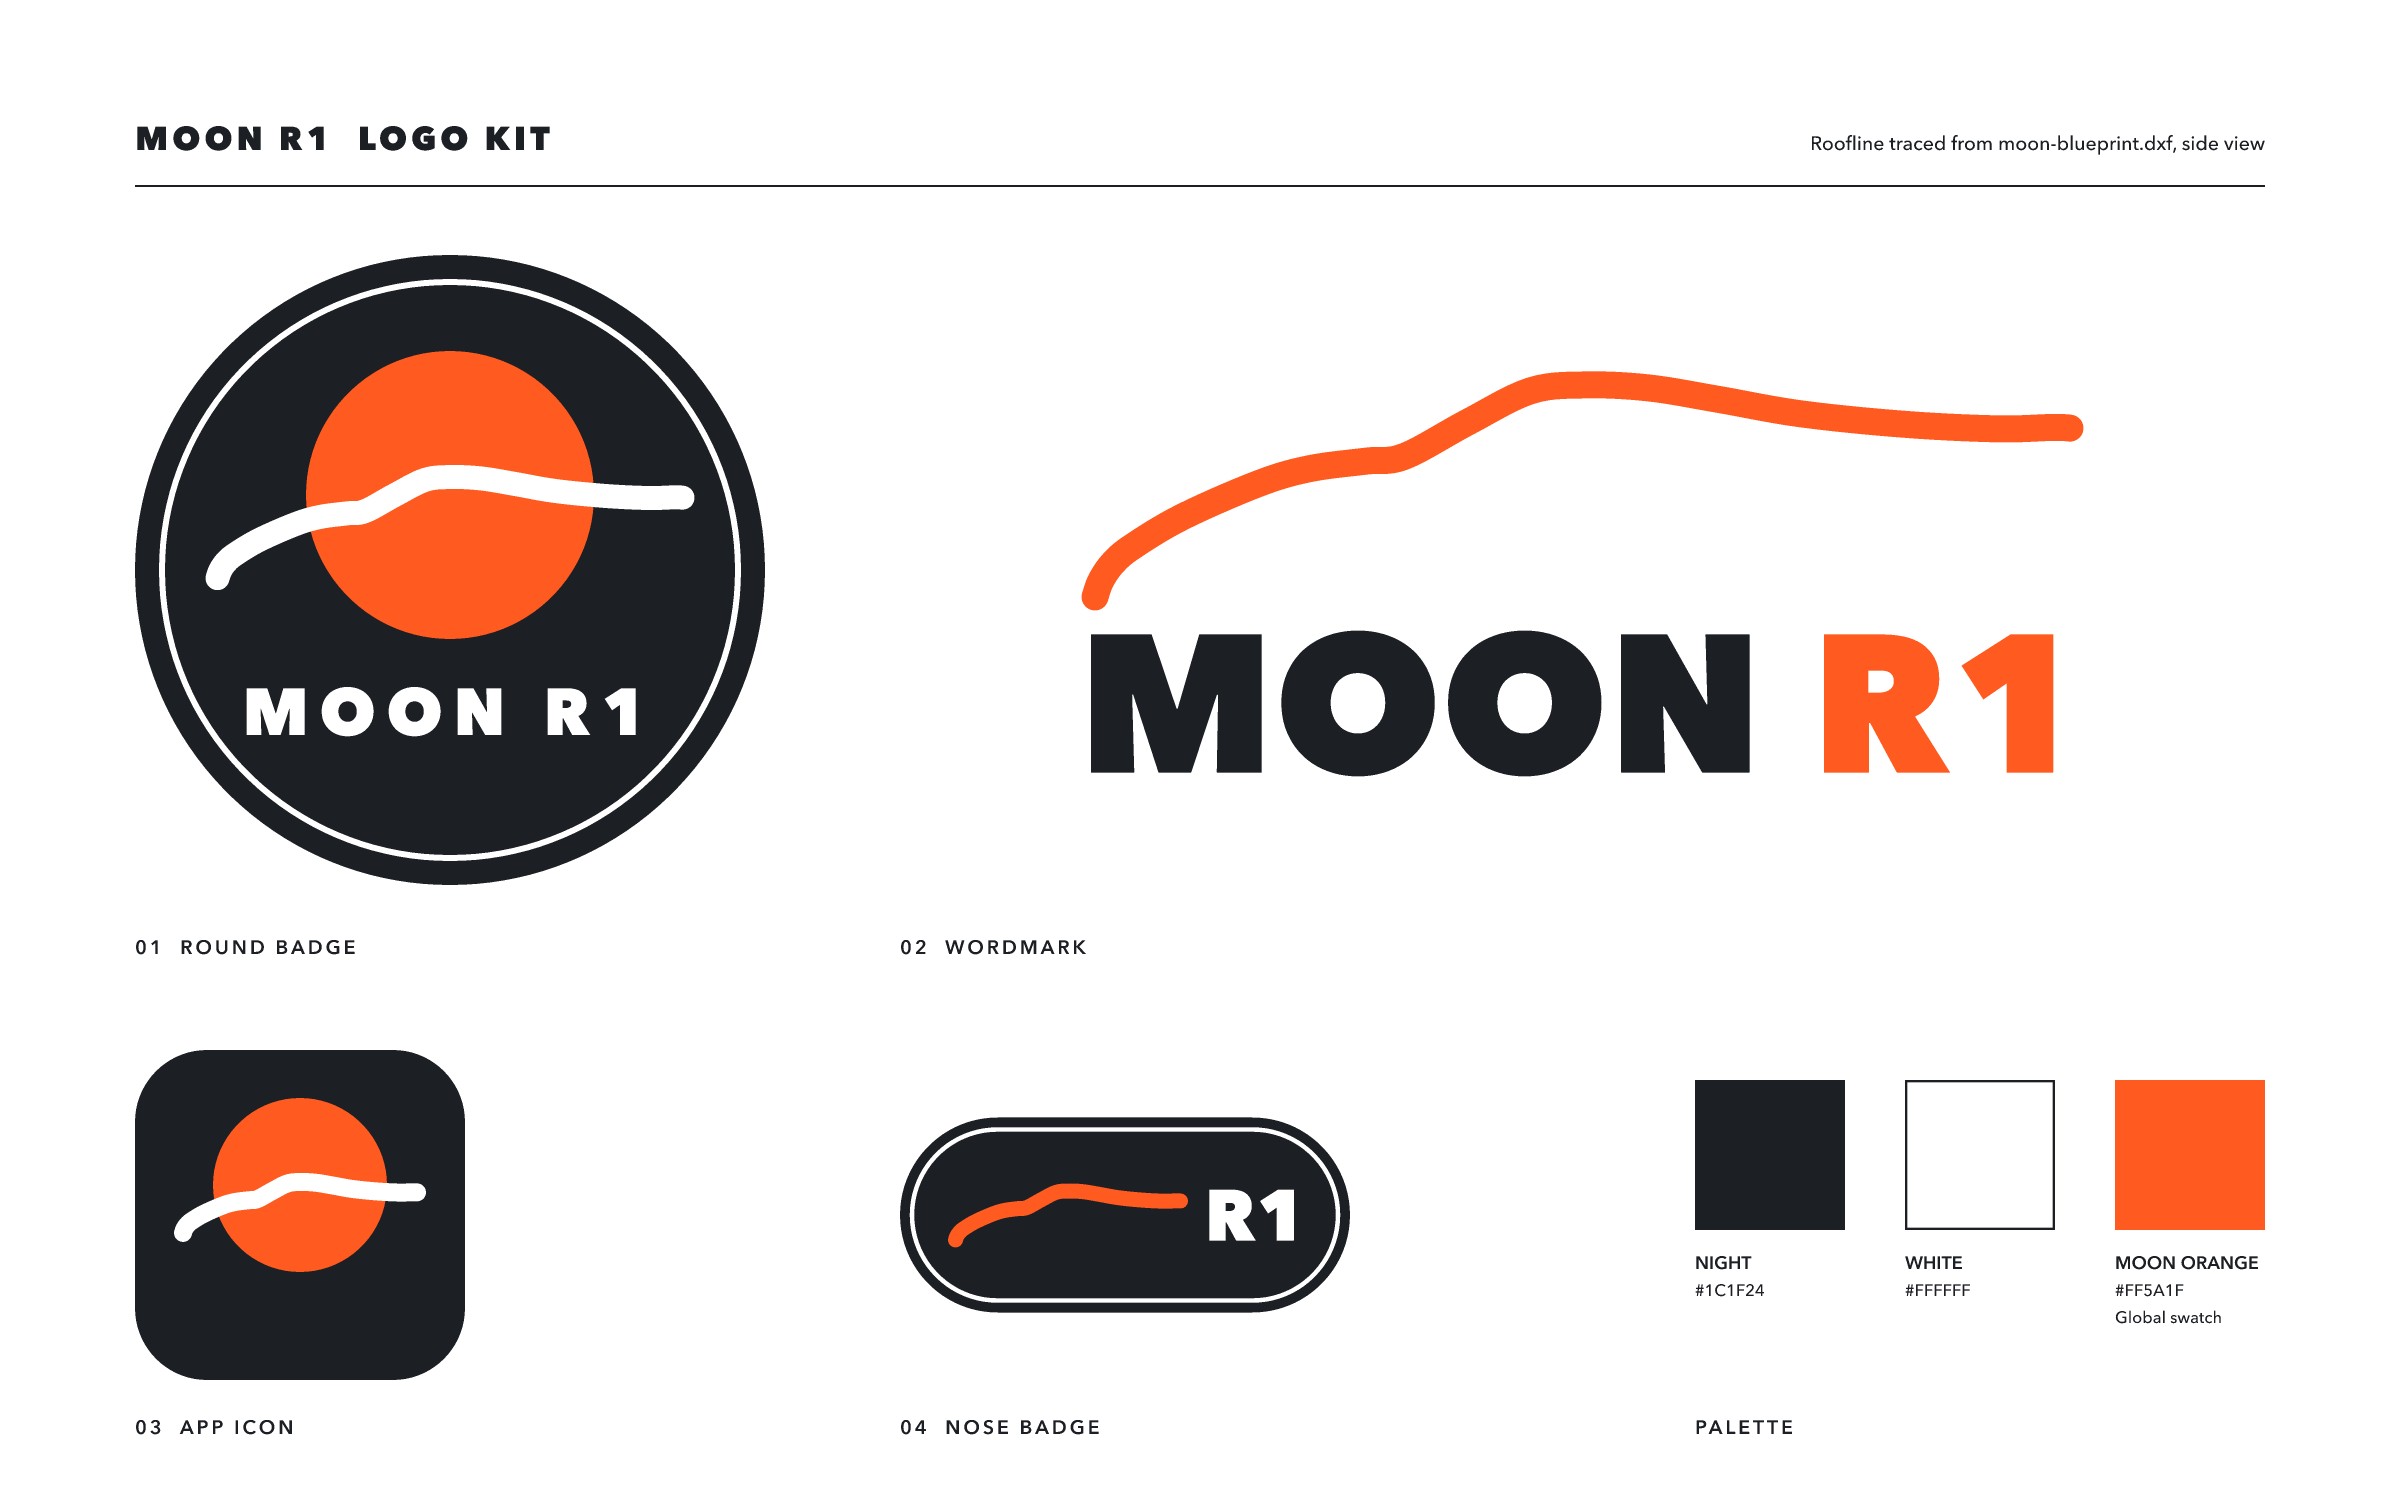 MOON R1 LOGO KIT
Roofline traced from moon-blueprint.dxf, side view
MOON R1
MOON R1
01 ROUND BADGE
02 WORDMARK
R1
NIGHT
#1C1F24
WHITE
#FFFFFF
MOON ORANGE
#FF5A1F
Global swatch
03 APP ICON
04 NOSE BADGE
PALETTE